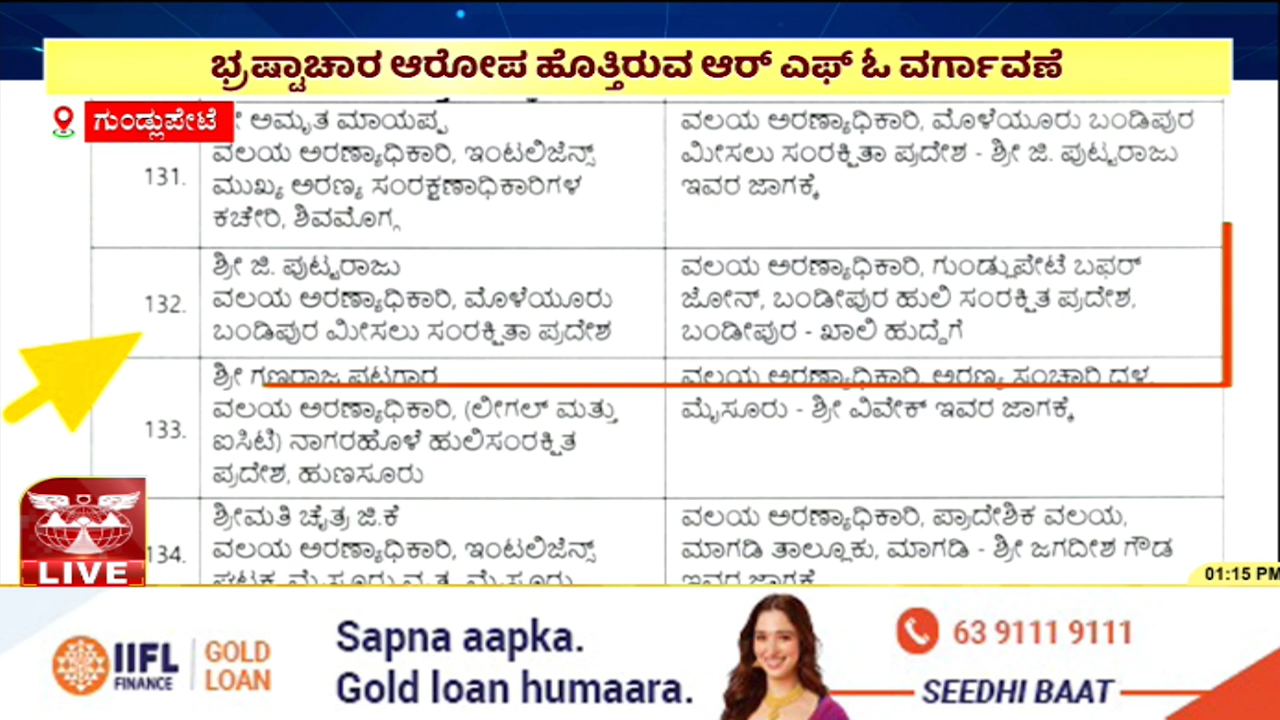 ಭ್ರಷ್ಟಾಚಾರ ಆರೋಪ ಹೊತ್ತಿರುವ ಆರ್ ಎಫ್ ಓ ವರ್ಗಾವಣೆ
ಗುಂಡ್ಲುಪೇಟೆ
131.
ಅಮೃತ ಮಾಯಪ್ಪ
ವಲಯ ಅರಣ್ಯಾಧಿಕಾರಿ, ಇಂಟಲಿಜೆನ್ಸ್
ಮುಖ್ಯ ಅರಣ್ಯ ಸಂರಕ್ಷಣಾಧಿಕಾರಿಗಳ
ಕಚೇರಿ, ಶಿವಮೊಗ್ಗ
ವಲಯ ಅರಣ್ಯಾಧಿಕಾರಿ, ಮೊಳೆಯೂರು ಬಂಡಿಪುರ
ಮೀಸಲು ಸಂರಕ್ಷಿತಾ ಪ್ರದೇಶ - ಶ್ರೀ ಜಿ. ಪುಟ್ಟರಾಜು
ಇವರ ಜಾಗಕ್ಕೆ
132.
ಶ್ರೀ ಜಿ. ಪುಟ್ಟರಾಜು
ವಲಯ ಅರಣ್ಯಾಧಿಕಾರಿ, ಮೊಳೆಯೂರು
ಬಂಡಿಪುರ ಮೀಸಲು ಸಂರಕ್ಷಿತಾ ಪ್ರದೇಶ
ವಲಯ ಅರಣ್ಯಾಧಿಕಾರಿ, ಗುಂಡ್ಲುಪೇಟೆ ಬಫರ್
ಜೋನ್, ಬಂಡೀಪುರ ಹುಲಿ ಸಂರಕ್ಷಿತ ಪ್ರದೇಶ,
ಬಂಡೀಪುರ - ಖಾಲಿ ಹುದ್ದೆಗೆ
133.
ಶ್ರೀ ಗಣರಾಜ ಪಟಗಾರ
ವಲಯ ಅರಣ್ಯಾಧಿಕಾರಿ, (ಲೀಗಲ್ ಮತ್ತು
ಐಸಿಟಿ) ನಾಗರಹೊಳೆ ಹುಲಿಸಂರಕ್ಷಿತ
ಪ್ರದೇಶ, ಹುಣಸೂರು
ವಲಯ ಅರಣ್ಯಾಧಿಕಾರಿ, ಅರಣ್ಯ ಸಂಚಾರಿ ದಳ,
ಮೈಸೂರು - ಶ್ರೀ ವಿವೇಕ್ ಇವರ ಜಾಗಕ್ಕೆ
134.
ಶ್ರೀಮತಿ ಚೈತ್ರ ಜಿ.ಕೆ
ವಲಯ ಅರಣ್ಯಾಧಿಕಾರಿ, ಇಂಟಲಿಜೆನ್ಸ್
ಘಟಕ, ಮೈಸೂರು ವೃತ್ತ, ಮೈಸೂರು
ವಲಯ ಅರಣ್ಯಾಧಿಕಾರಿ, ಪ್ರಾದೇಶಿಕ ವಲಯ,
ಮಾಗಡಿ ತಾಲ್ಲೂಕು, ಮಾಗಡಿ - ಶ್ರೀ ಜಗದೀಶ ಗೌಡ
ಇವರ ಜಾಗಕ್ಕೆ
LIVE
01:15 PM
IIFL
FINANCE
GOLD
LOAN
Sapna aapka.
Gold loan humaara.
63 9111 9111
SEEDHI BAAT